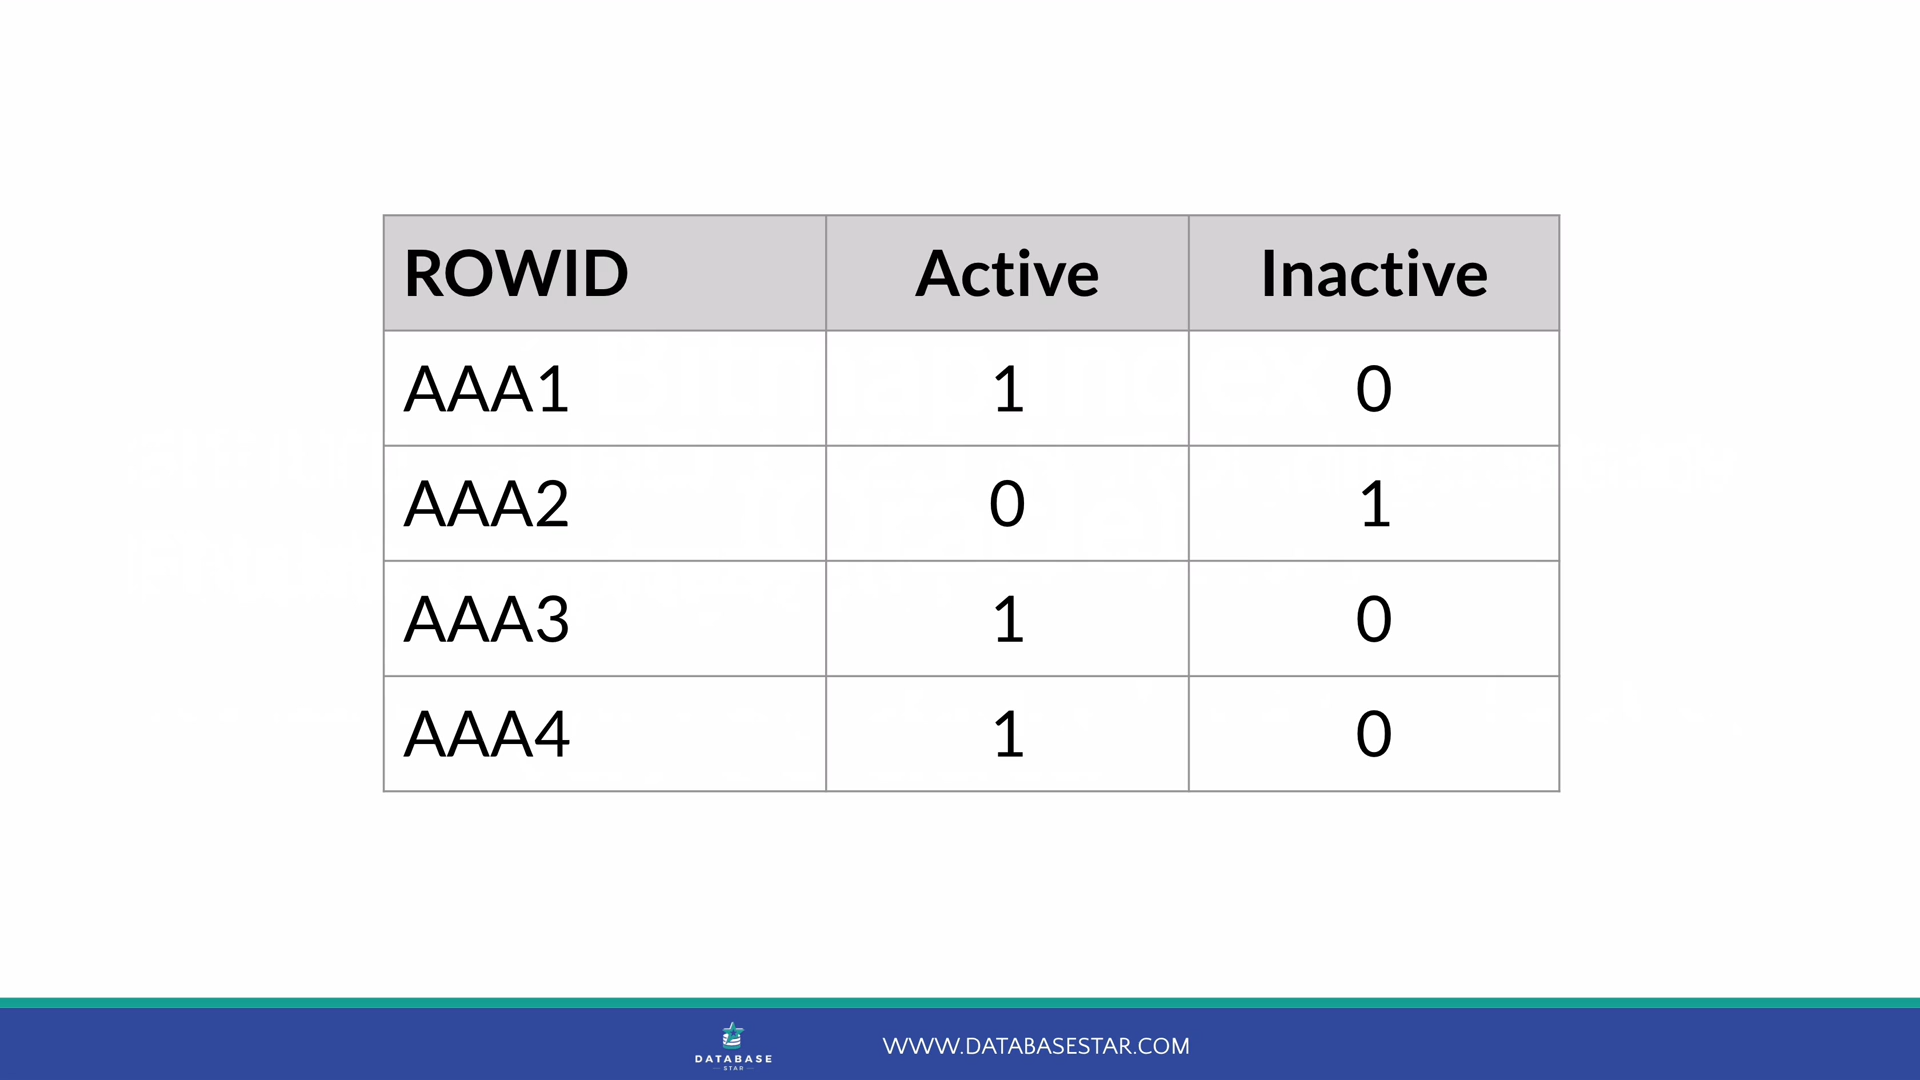 ROWID Active Inactive
AAA1 1 0
AAA2 0 1
AAA3 1 0
AAA4 1 0
DATABASE
STAR
WWW.DATABASESTAR.COM